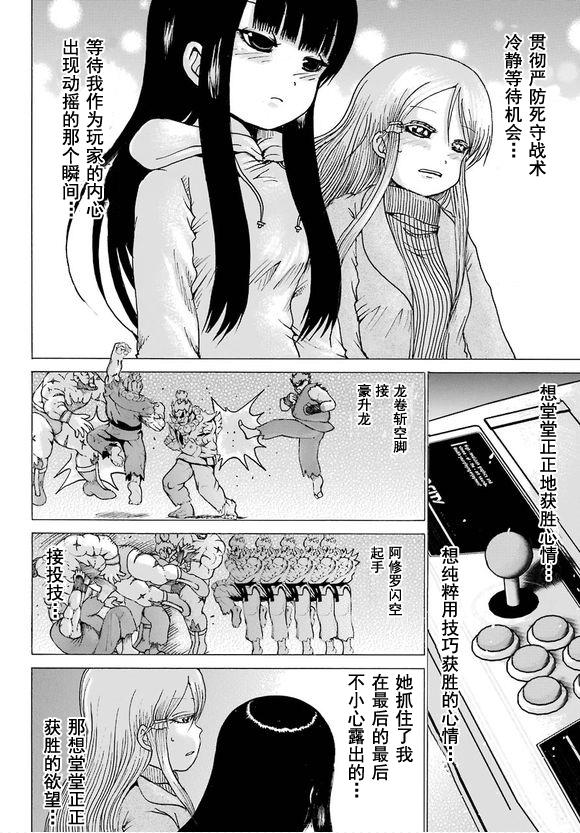 贯彻严防死守战术
冷静等待机会…
等待我作为玩家的内心
出现动摇的那个瞬间…
想堂堂正正地获胜心情…
想纯粹用技巧获胜的心情…
龙卷斩空脚
接
豪升龙
阿修罗闪空
起手
接投技…
她抓住了我
在最后的最后
不小心露出的…
那想堂堂正正
获胜的欲望…